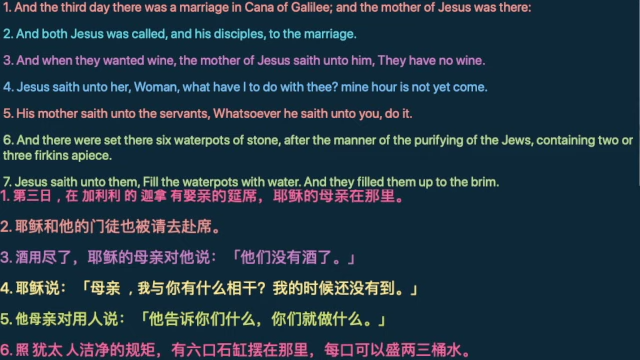 1. And the third day there was a marriage in Cana of Galilee; and the mother of Jesus was there:
2. And both Jesus was called, and his disciples, to the marriage.
3. And when they wanted wine, the mother of Jesus saith unto him, They have no wine.
4. Jesus saith unto her, Woman, what have I to do with thee? mine hour is not yet come.
5. His mother saith unto the servants, Whatsoever he saith unto you, do it.
6. And there were set there six waterpots of stone, after the manner of the purifying of the Jews, containing two or
three firkins apiece.
7. Jesus saith unto them, Fill the waterpots with water. And they filled them up to the brim.
1. 第三日，在 加利利 的 迦拿 有娶亲的筵席，耶稣的母亲在那里。
2. 耶稣和他的门徒也被请去赴席。
3. 酒用尽了，耶稣的母亲对他说：「他们没有酒了。」
4. 耶稣说：「母亲 ，我与你有什么相干？我的时候还没有到。」
5. 他母亲对用人说：「他告诉你们什么，你们就做什么。」
6. 照 犹太 人洁净的规矩，有六口石缸摆在那里，每口可以盛两三桶水。